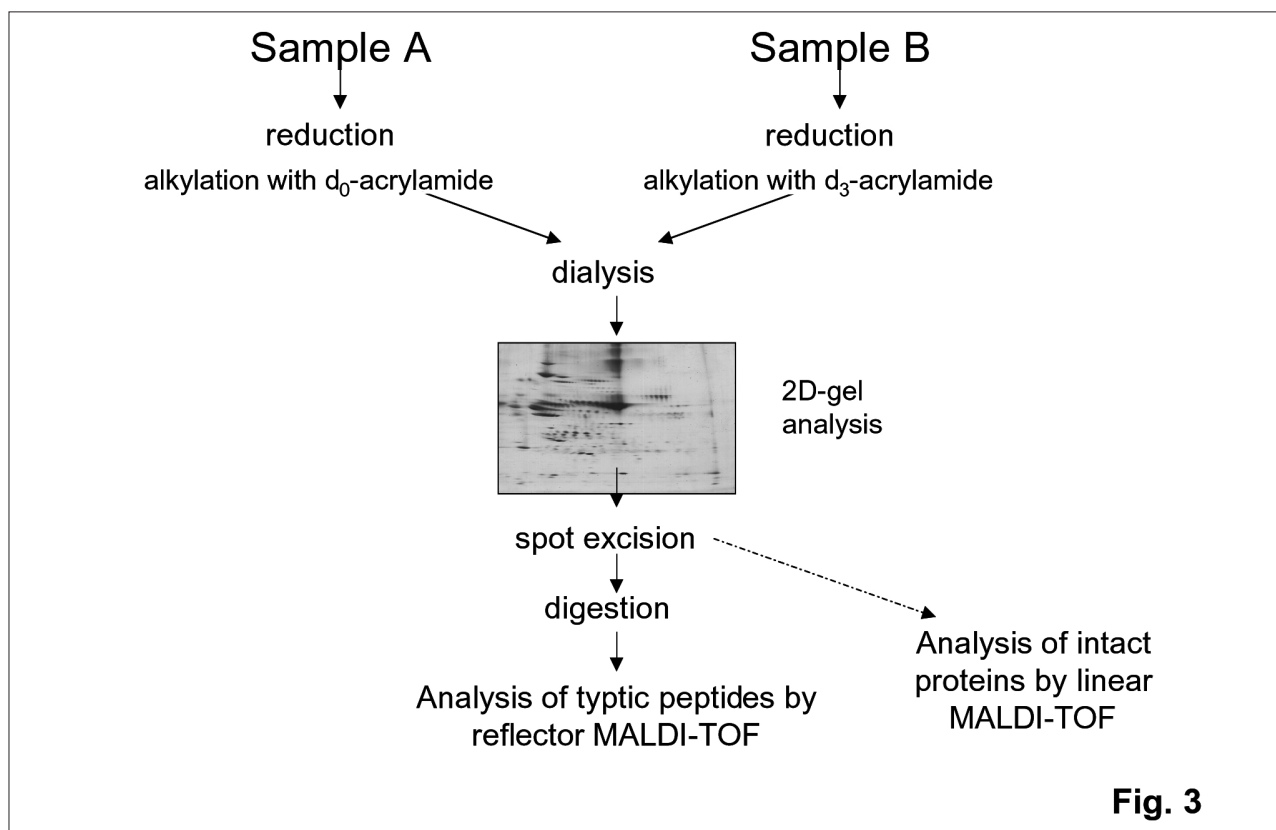 Sample A
Sample B
reduction
reduction
alkylation with d₀-acrylamide
alkylation with d₃-acrylamide
dialysis
2D-gel
analysis
spot excision
digestion
Analysis of intact
proteins by linear
MALDI-TOF
Analysis of typtic peptides by
reflector MALDI-TOF
Fig. 3